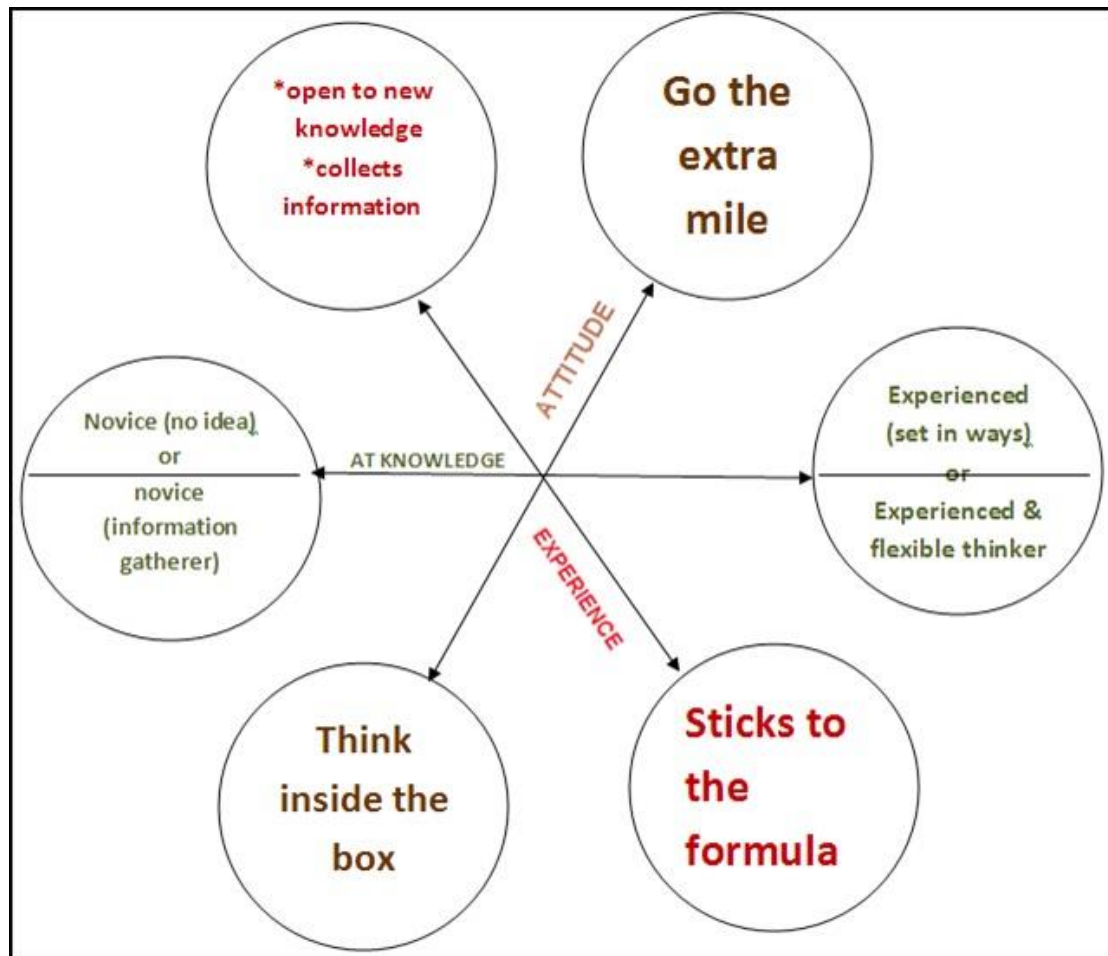 *open to new
knowledge
*collects
information
Go the
extra
mile
ATTITUDE
Novice (no idea)
or
novice
(information
gatherer)
AT KNOWLEDGE
Experienced
(set in ways)
or
Experienced &
flexible thinker
EXPERIENCE
Think
inside the
box
Sticks to
the
formula